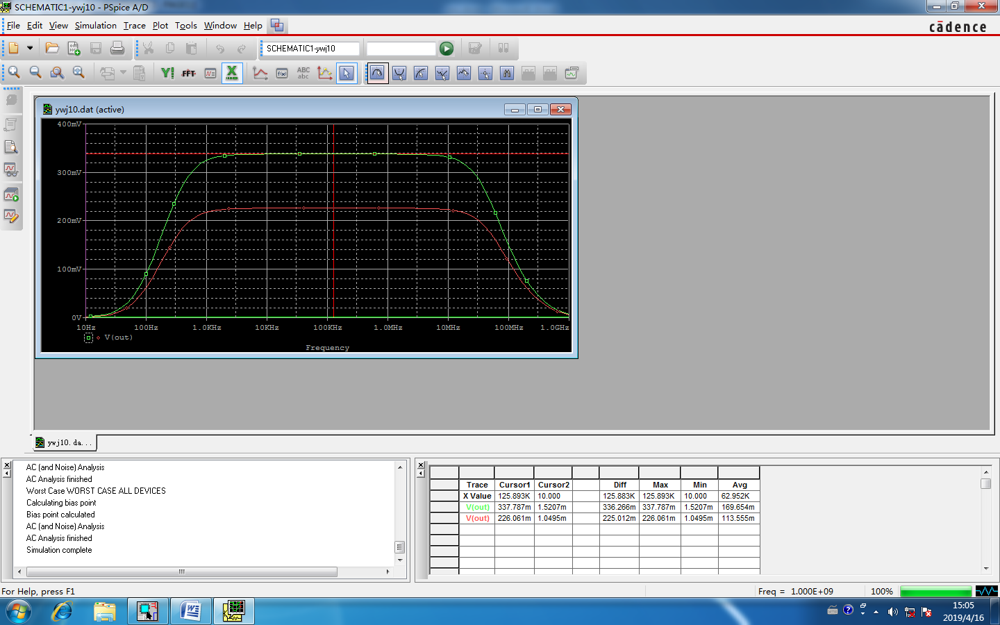 SCHEMATIC1-ywj10 - PSpice A/D
File Edit View Simulation Trace Plot Tools Window Help
cādence
SCHEMATIC1-ywj10
Y! FFT ABC abc
ywj10.dat (active)
400mV
300mV
200mV
100mV
0V
10Hz 100Hz 1.0KHz 10KHz 100KHz 1.0MHz 10MHz 100MHz 1.0GHz
V(out)
Frequency
ywj10.da...
AC (and Noise) Analysis
AC Analysis finished
Worst Case WORST CASE ALL DEVICES
Calculating bias point
Bias point calculated
AC (and Noise) Analysis
AC Analysis finished
Simulation complete
Trace Cursor1 Cursor2 Diff Max Min Avg
X Value 125.893K 10.000 125.883K 125.893K 10.000 62.952K
V(out) 337.787m 1.5207m 336.266m 337.787m 1.5207m 169.654m
V(out) 226.061m 1.0495m 225.012m 226.061m 1.0495m 113.555m
For Help, press F1
Freq = 1.000E+09 100%
15:05
2019/4/16